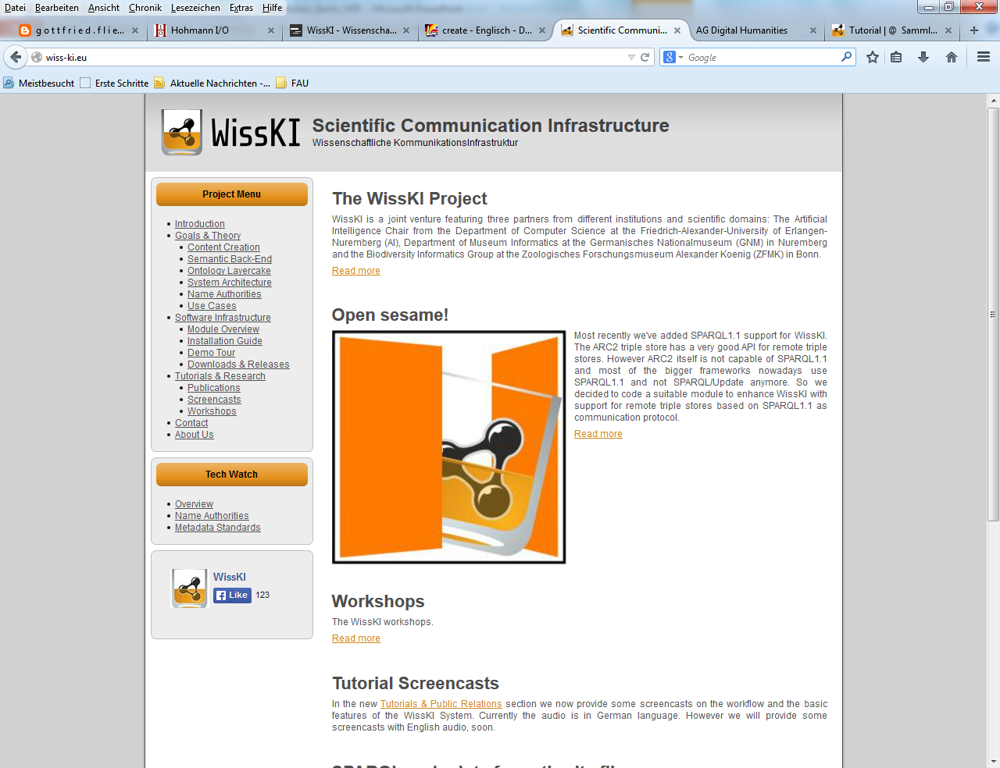 Datei Bearbeiten Ansicht Chronik Lesezeichen Extras Hilfe
gottfried.flie...
Hohmann I/O
WissKI - Wissenscha...
create - Englisch - D...
Scientific Communi...
AG Digital Humanities
Tutorial | @ Samml...
wiss-ki.eu
Google
Meistbesucht
Erste Schritte
Aktuelle Nachrichten -...
FAU
WissKI
Scientific Communication Infrastructure
Wissenschaftliche KommunikationsInfrastruktur
Project Menu
Introduction
Goals & Theory
Content Creation
Semantic Back-End
Ontology Layercake
System Architecture
Name Authorities
Use Cases
Software Infrastructure
Module Overview
Installation Guide
Demo Tour
Downloads & Releases
Tutorials & Research
Publications
Screencasts
Workshops
Contact
About Us
Tech Watch
Overview
Name Authorities
Metadata Standards
WissKI
Like 123
The WissKI Project
WissKI is a joint venture featuring three partners from different institutions and scientific domains: The Artificial
Intelligence Chair from the Department of Computer Science at the Friedrich-Alexander-University of Erlangen-
Nuremberg (AI), Department of Museum Informatics at the Germanisches Nationalmuseum (GNM) in Nuremberg
and the Biodiversity Informatics Group at the Zoologisches Forschungsmuseum Alexander Koenig (ZFMK) in Bonn.
Read more
Open sesame!
Most recently we've added SPARQL1.1 support for WissKI.
The ARC2 triple store has a very good API for remote triple
stores. However ARC2 itself is not capable of SPARQL1.1
and most of the bigger frameworks nowadays use
SPARQL1.1 and not SPARQL/Update anymore. So we
decided to code a suitable module to enhance WissKI with
support for remote triple stores based on SPARQL1.1 as
communication protocol.
Read more
Workshops
The WissKI workshops.
Read more
Tutorial Screencasts
In the new Tutorials & Public Relations section we now provide some screencasts on the workflow and the basic
features of the WissKI System. Currently the audio is in German language. However we will provide some
screencasts with English audio, soon.